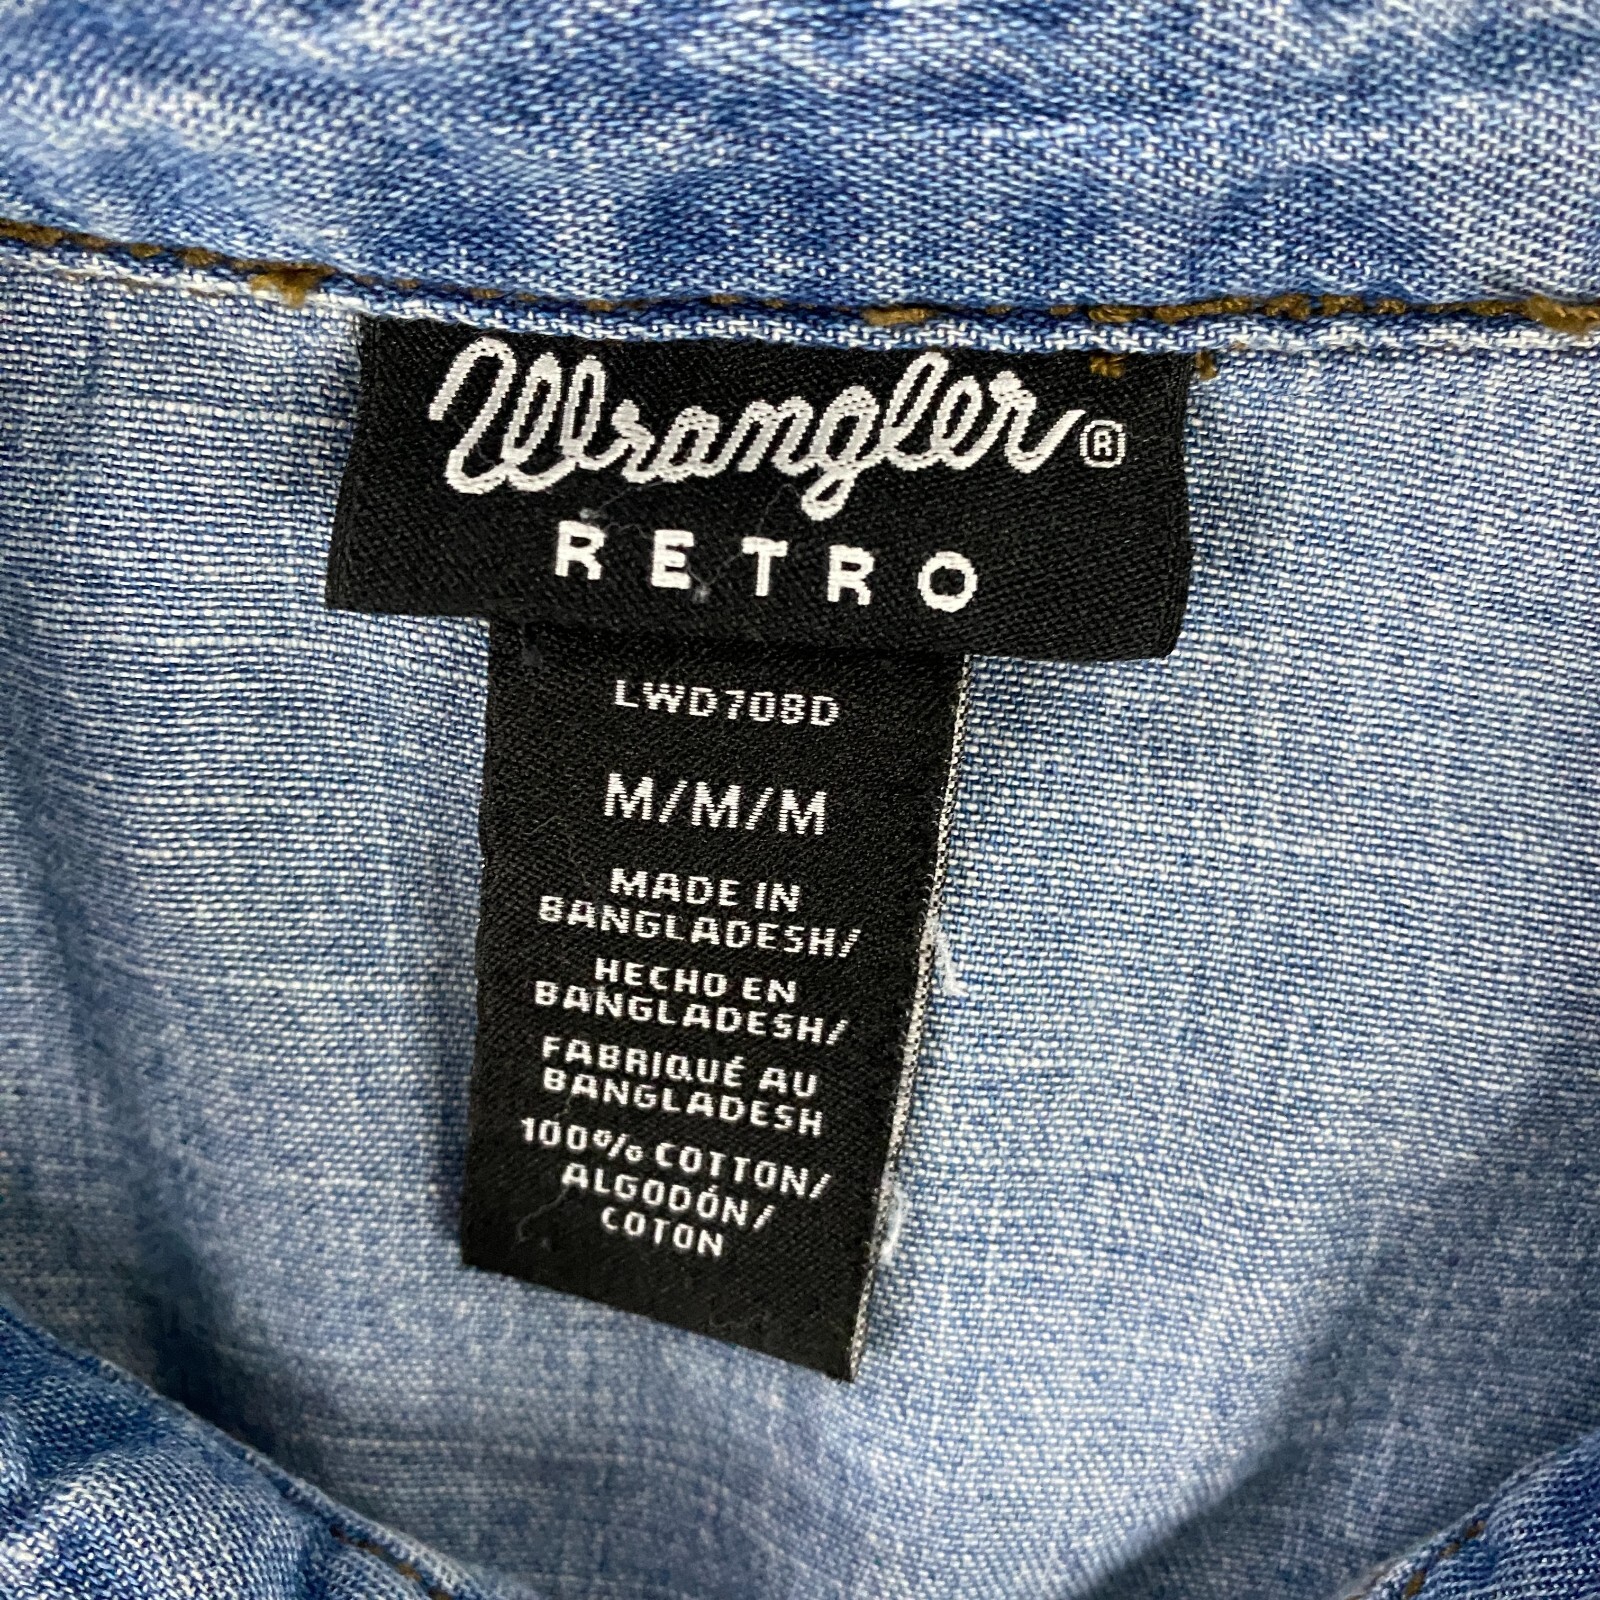 Wrangler®
RETRO
LWD708D
M/M/M
MADE IN
BANGLADESH/
HECHO EN
BANGLADESH/
FABRIQUÉ AU
BANGLADESH
100% COTTON/
ALGODÓN/
COTON